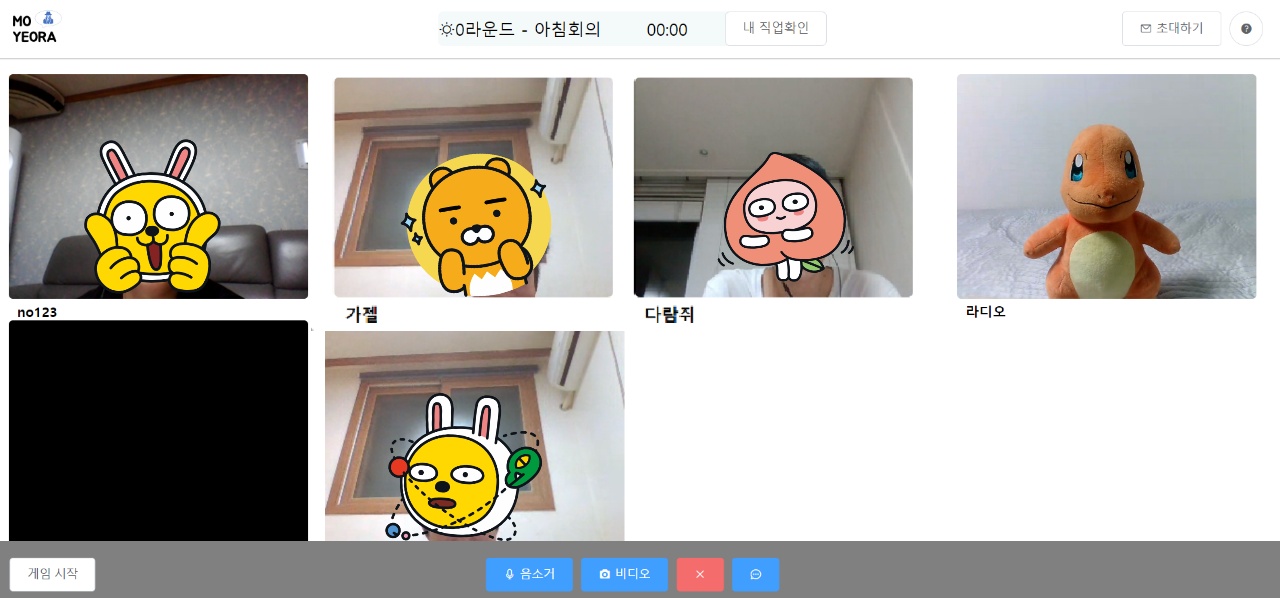 MO
YEORA
0라운드 - 아침회의
00:00
내 직업확인
초대하기
no123
가젤
다람쥐
라디오
게임 시작
음소거
비디오